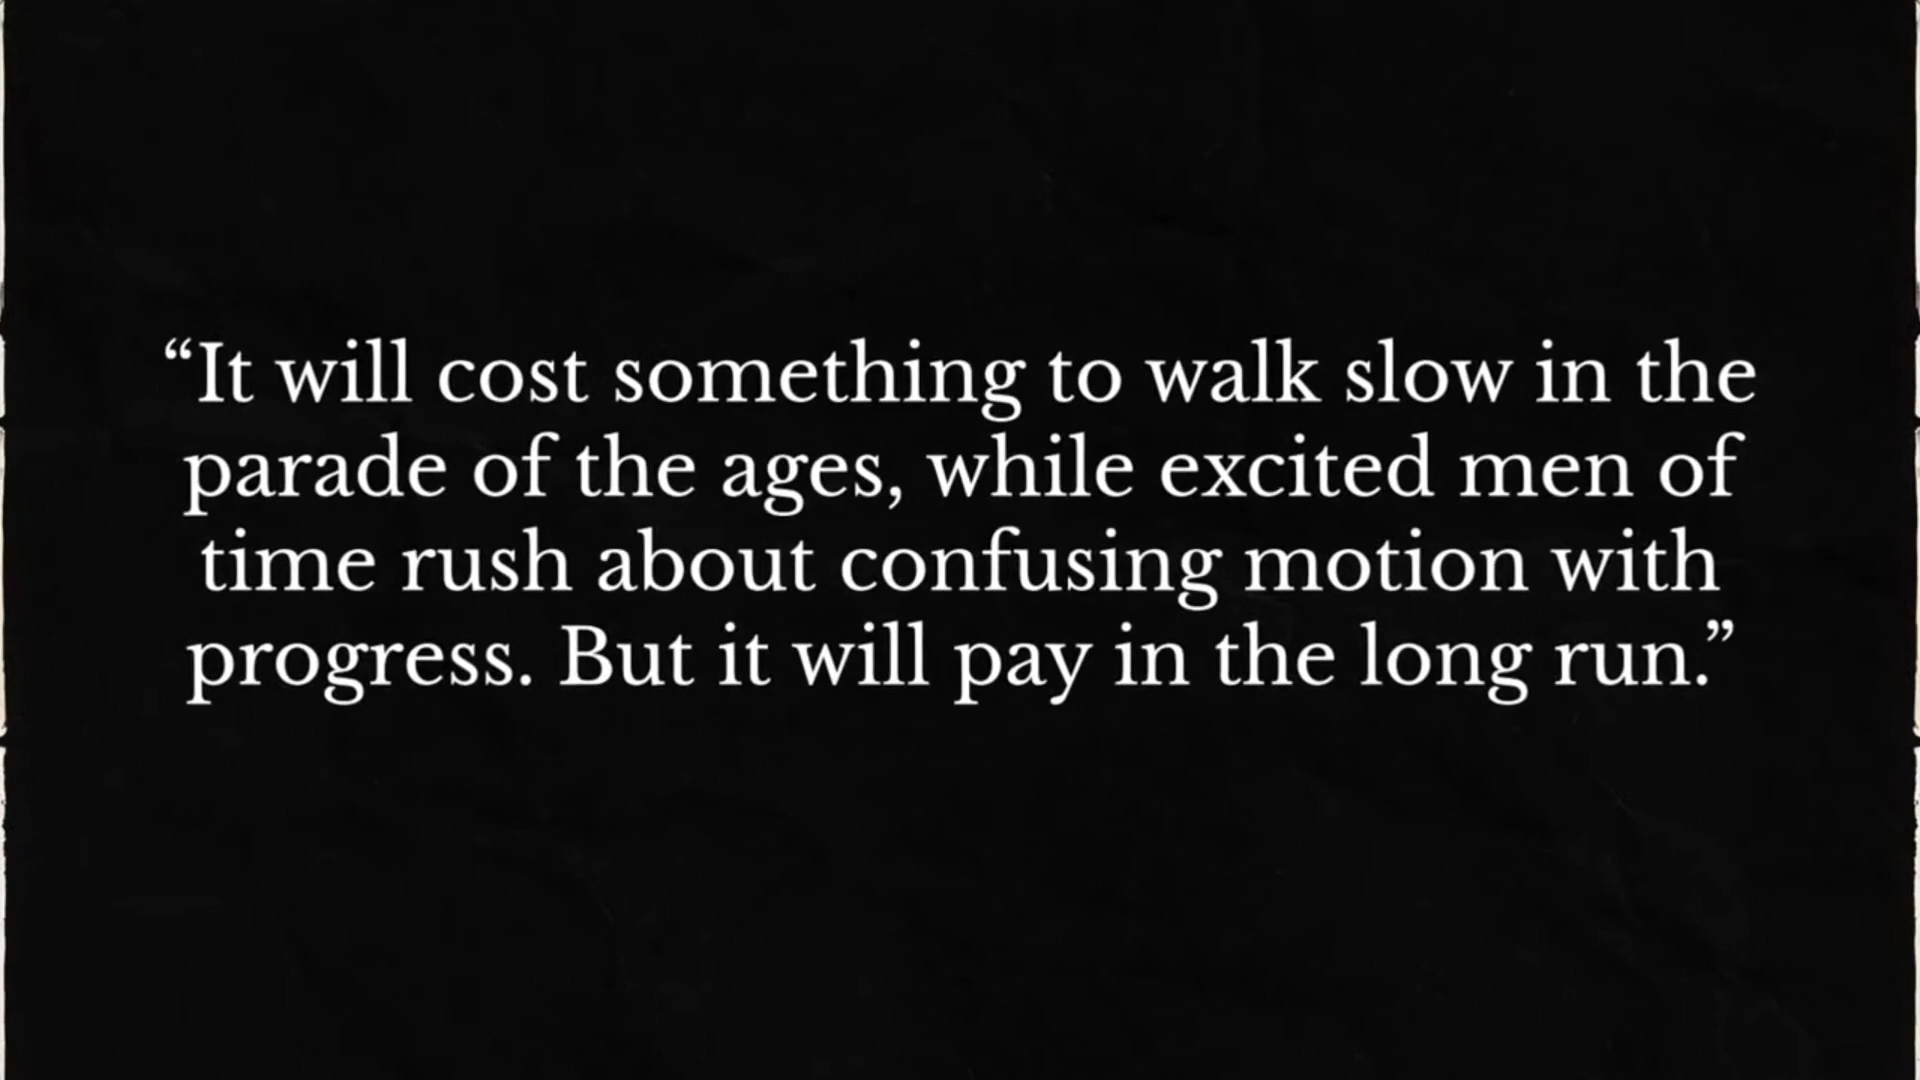 “It will cost something to walk slow in the
parade of the ages, while excited men of
time rush about confusing motion with
progress. But it will pay in the long run.”